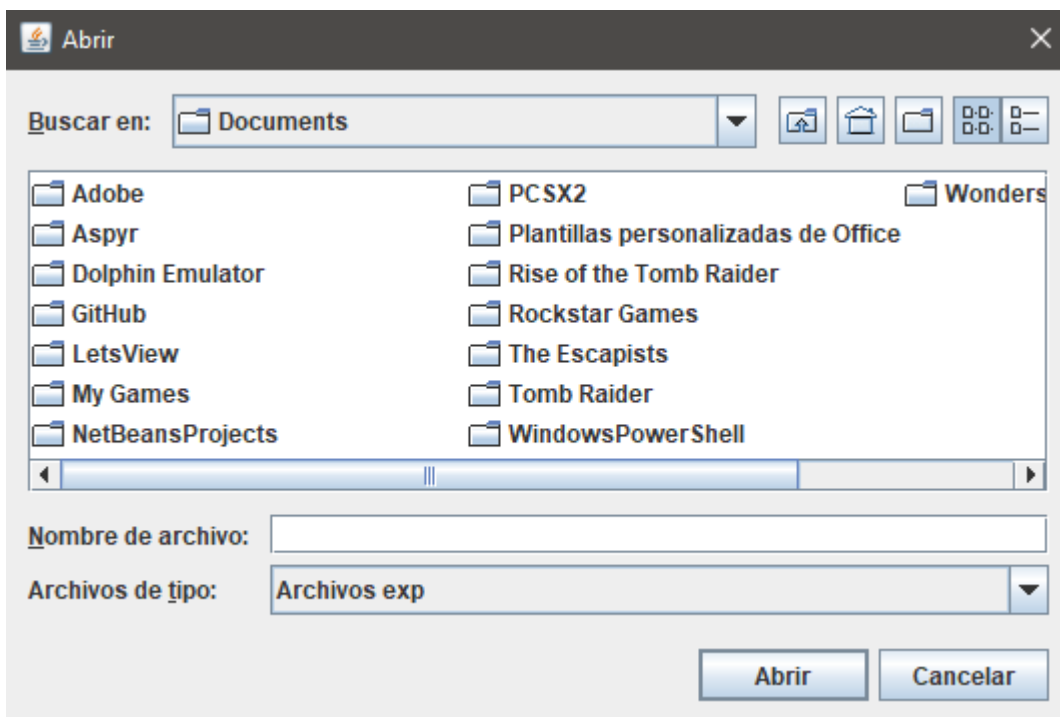 Abrir
Buscar en: Documents
Adobe
Aspyr
Dolphin Emulator
GitHub
LetsView
My Games
NetBeansProjects
PCSX2
Plantillas personalizadas de Office
Rise of the Tomb Raider
Rockstar Games
The Escapists
Tomb Raider
WindowsPowerShell
Wonders
Nombre de archivo:
Archivos de tipo: Archivos exp
Abrir Cancelar